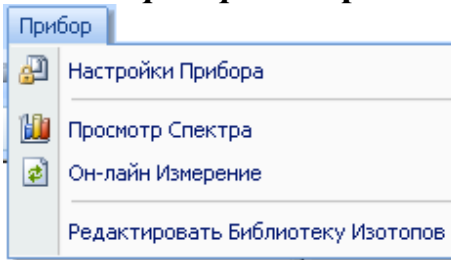 Прибор
Настройки Прибора
Просмотр Спектра
Он-лайн Измерение
Редактировать Библиотеку Изотопов